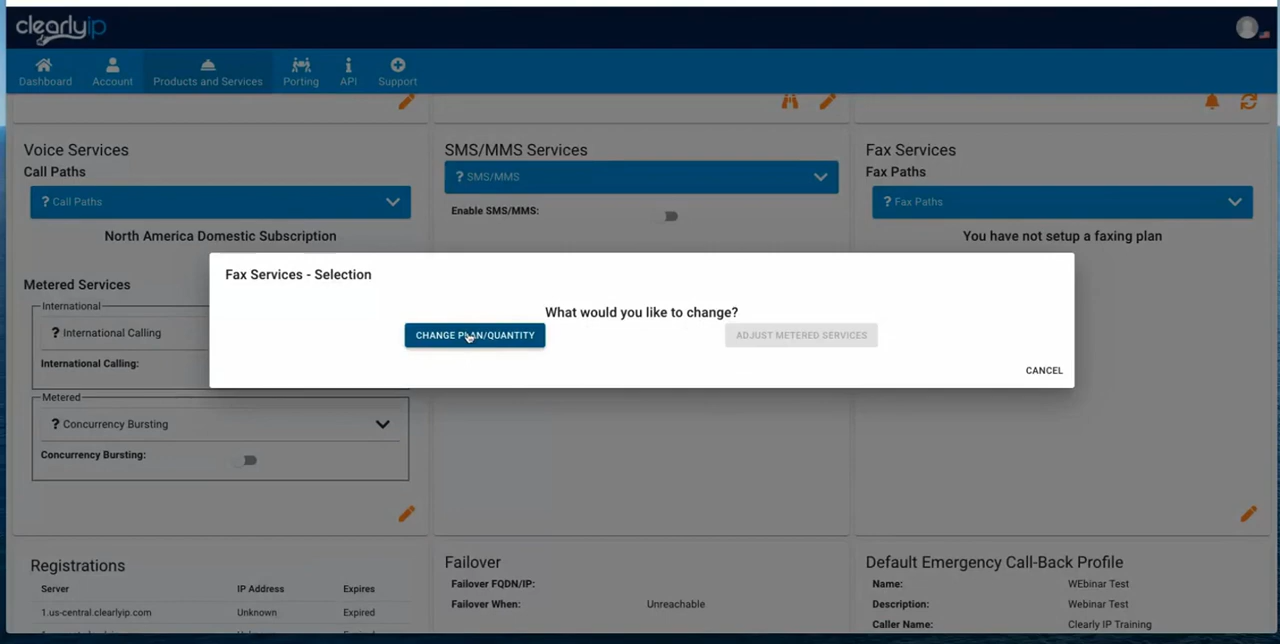 clearlyip
Dashboard
Account
Products and Services
Porting
API
Support
Voice Services
Call Paths
? Call Paths
North America Domestic Subscription
Metered Services
International
? International Calling
International Calling:
Metered
? Concurrency Bursting
Concurrency Bursting:
SMS/MMS Services
? SMS/MMS
Enable SMS/MMS:
Fax Services
Fax Paths
? Fax Paths
You have not setup a faxing plan
Fax Services - Selection
What would you like to change?
CHANGE PLAN/QUANTITY
ADJUST METERED SERVICES
CANCEL
Registrations
Server IP Address Expires
1.us-central.clearlyip.com Unknown Expired
Failover
Failover FQDN/IP:
Failover When: Unreachable
Default Emergency Call-Back Profile
Name: WEbinar Test
Description: Webinar Test
Caller Name: Clearly IP Training